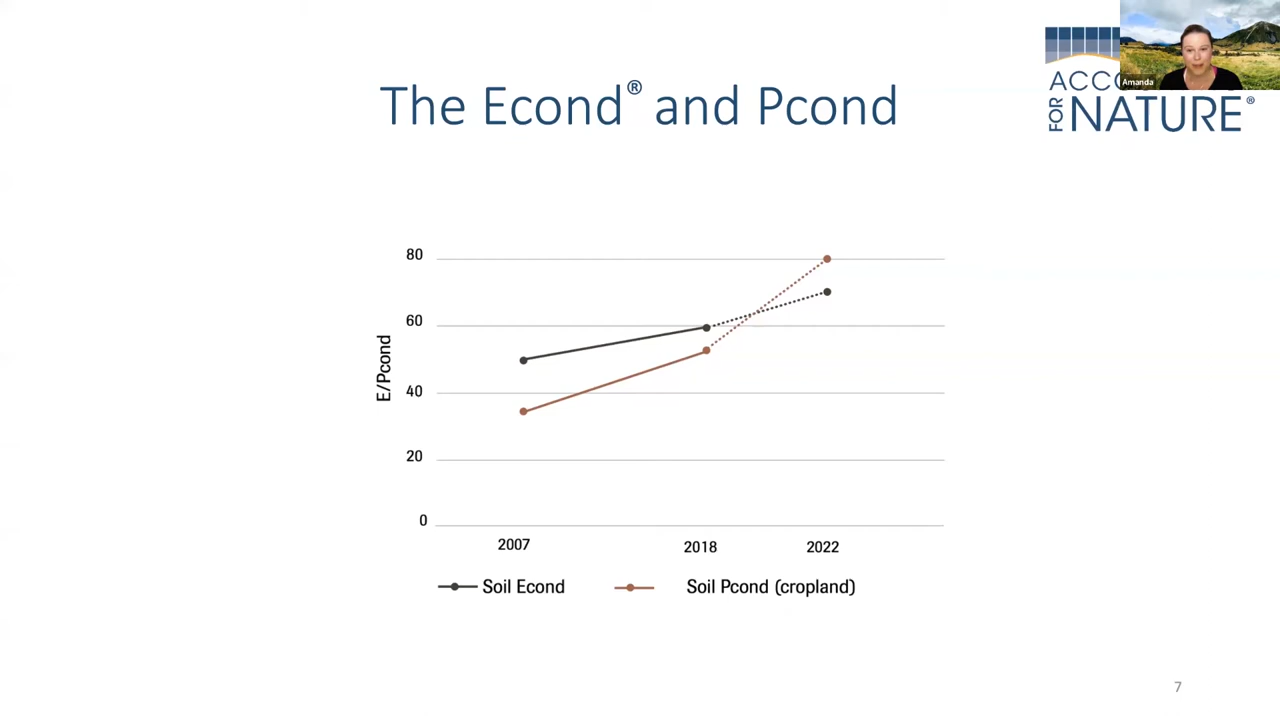 Amanda
The Econd® and Pcond
FOR NATURE®
80
60
40
20
0
E/Pcond
2007 2018 2022
Soil Econd Soil Pcond (cropland)
7